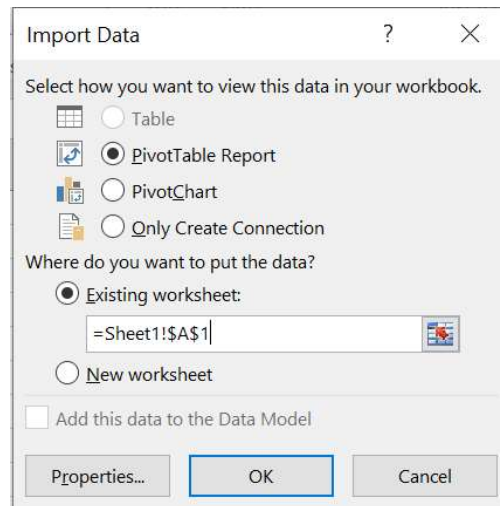 Import Data ?
Select how you want to view this data in your workbook.
Table
PivotTable Report
PivotChart
Only Create Connection
Where do you want to put the data?
Existing worksheet:
=Sheet1!$A$1
New worksheet
Add this data to the Data Model
Properties... OK Cancel